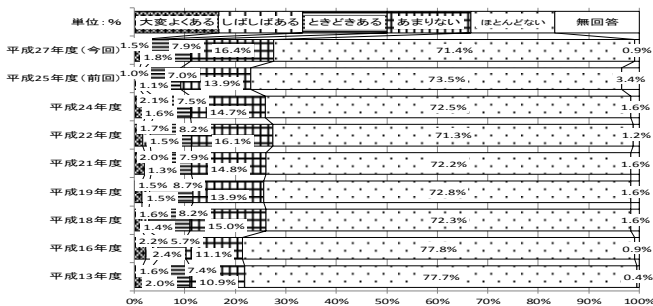 単位：%
大変よくある しばしばある ときどきある あまりない ほとんどない 無回答
平成27年度(今回) 1.5% 1.8% 7.9% 16.4% 71.4% 0.9%
平成25年度(前回) 1.0% 1.1% 7.0% 13.9% 73.5% 3.4%
平成24年度 2.1% 1.6% 7.5% 14.7% 72.5% 1.6%
平成22年度 1.7% 1.5% 8.2% 16.1% 71.3% 1.2%
平成21年度 2.0% 1.3% 7.9% 14.8% 72.2% 1.6%
平成19年度 1.5% 1.5% 8.7% 13.9% 72.8% 1.6%
平成18年度 1.6% 1.4% 8.2% 15.0% 72.3% 1.6%
平成16年度 2.2% 2.4% 5.7% 11.1% 77.8% 0.9%
平成13年度 1.6% 2.0% 7.4% 10.9% 77.7% 0.4%
0% 10% 20% 30% 40% 50% 60% 70% 80% 90% 100%